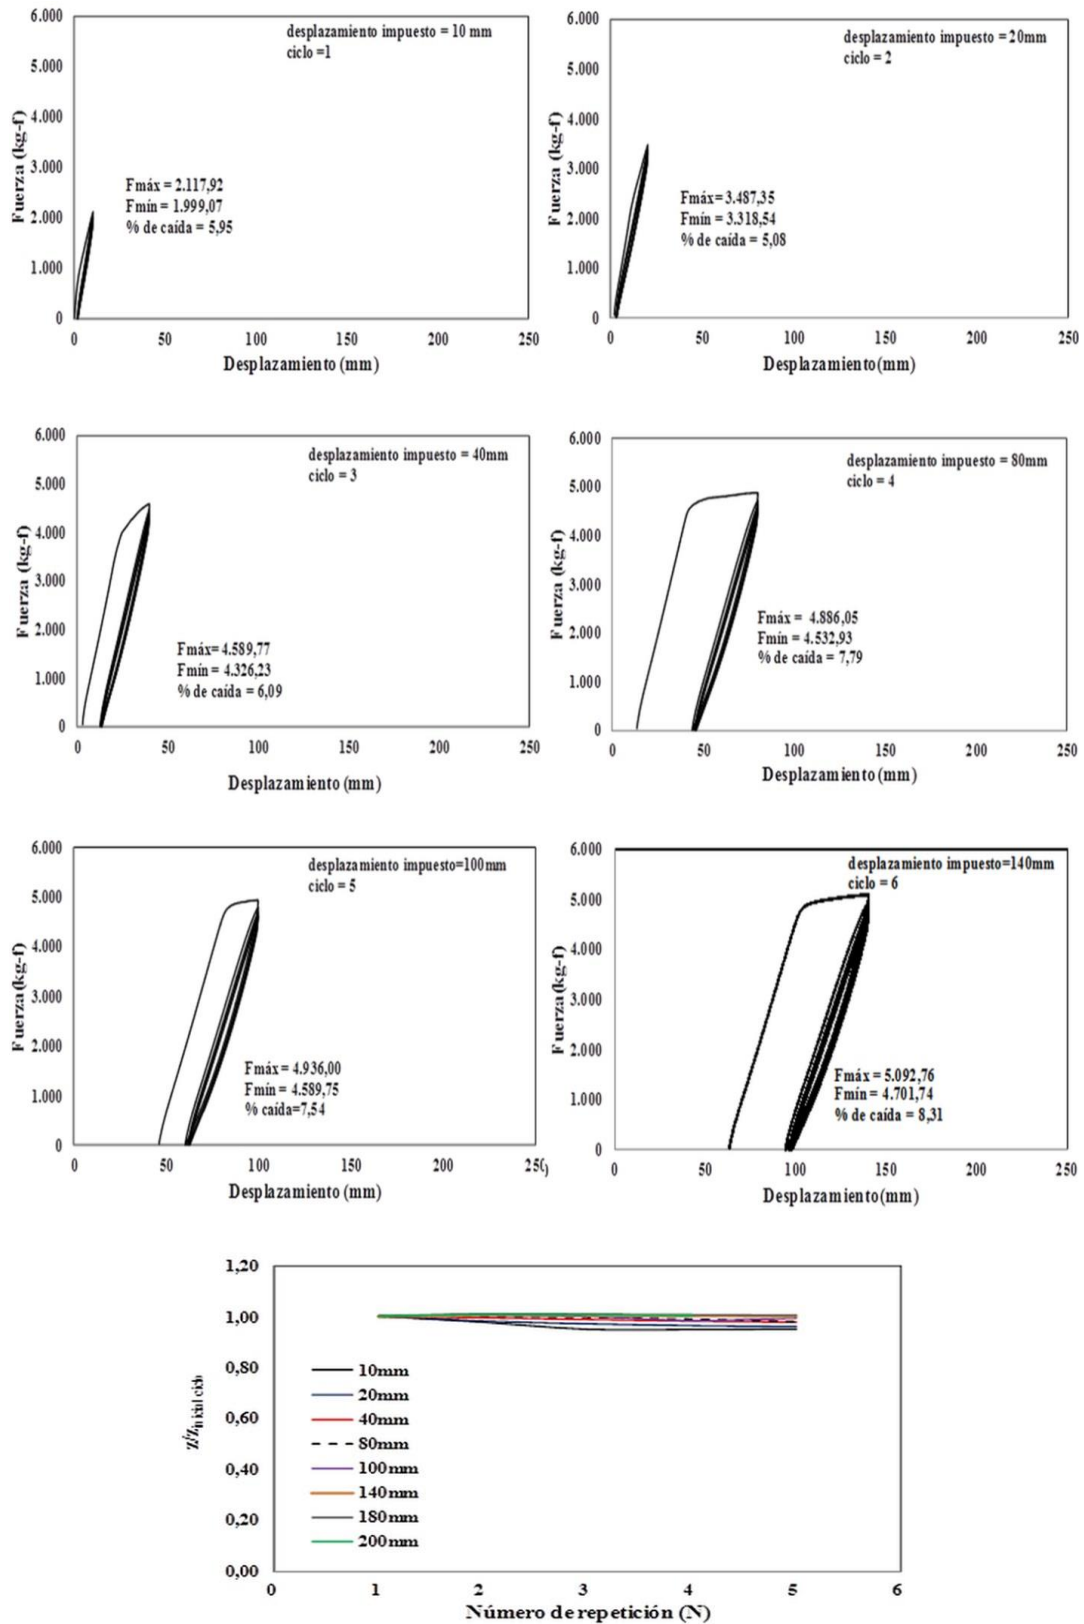 6.000
5.000
4.000
3.000
2.000
1.000
0
Fuerza (kg-f)
desplazamiento impuesto = 10 mm
ciclo =1
Fmáx = 2.117,92
Fmín = 1.999,07
% de caída = 5,95
0 50 100 150 200 250
Desplazamiento (mm)
6.000
5.000
4.000
3.000
2.000
1.000
0
Fuerza (kg-f)
desplazamiento impuesto = 20mm
ciclo = 2
Fmáx= 3.487,35
Fmín = 3.318,54
% de caída = 5,08
0 50 100 150 200 250
Desplazamiento(mm)
6.000
5.000
4.000
3.000
2.000
1.000
0
Fuerza (kg-f)
desplazamiento impuesto = 40mm
ciclo = 3
Fmáx= 4.589,77
Fmín = 4.326,23
% de caída = 6,09
0 50 100 150 200 250
Desplazamiento (mm)
6.000
5.000
4.000
3.000
2.000
1.000
0
Fuerza (kg-f)
desplazamiento impuesto = 80mm
ciclo = 4
Fmáx = 4.886,05
Fmín = 4.532,93
% de caída = 7,79
0 50 100 150 200 250
Desplazamiento (mm)
6.000
5.000
4.000
3.000
2.000
1.000
0
Fuerza (kg-f)
desplazamiento impuesto=100mm
ciclo = 5
Fmáx = 4.936,00
Fmín = 4.589,75
% caída=7,54
0 50 100 150 200 250
Desplazamiento (mm)
6.000
5.000
4.000
3.000
2.000
1.000
0
Fuerza (kg-f)
desplazamiento impuesto=140mm
ciclo = 6
Fmáx = 5.092,76
Fmín = 4.701,74
% de caída = 8,31
0 50 100 150 200 250
Desplazamiento (mm)
1,20
1,00
0,80
0,60
0,40
0,20
0,00
10mm
20mm
40mm
80mm
100mm
140mm
180mm
200mm
0 1 2 3 4 5 6
Número de repetición (N)